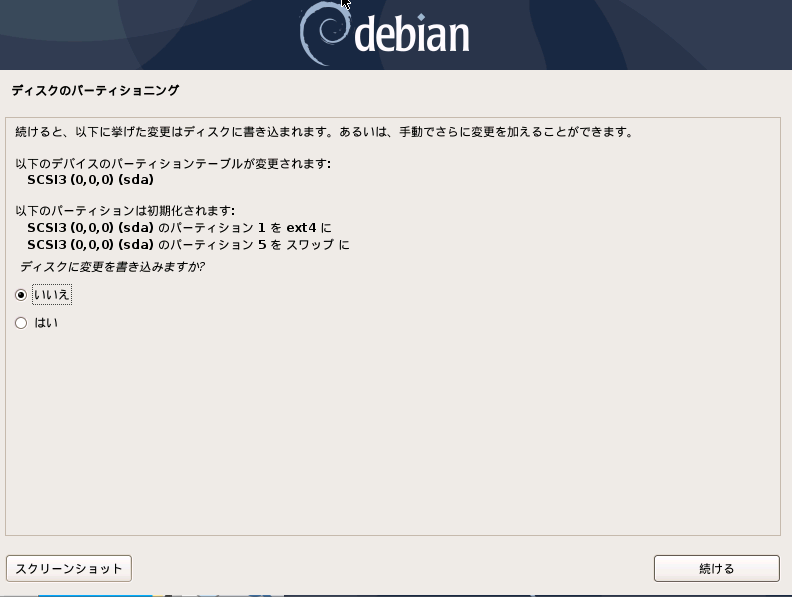 debian
ディスクのパーティショニング
続けると、以下に挙げた変更はディスクに書き込まれます。あるいは、手動でさらに変更を加えることができます。
以下のデバイスのパーティションテーブルが変更されます:
SCSI3 (0,0,0) (sda)
以下のパーティションは初期化されます:
SCSI3 (0,0,0) (sda) のパーティション 1 を ext4 に
SCSI3 (0,0,0) (sda) のパーティション 5 を スワップ に
ディスクに変更を書き込みますか?
いいえ
はい
スクリーンショット
続ける